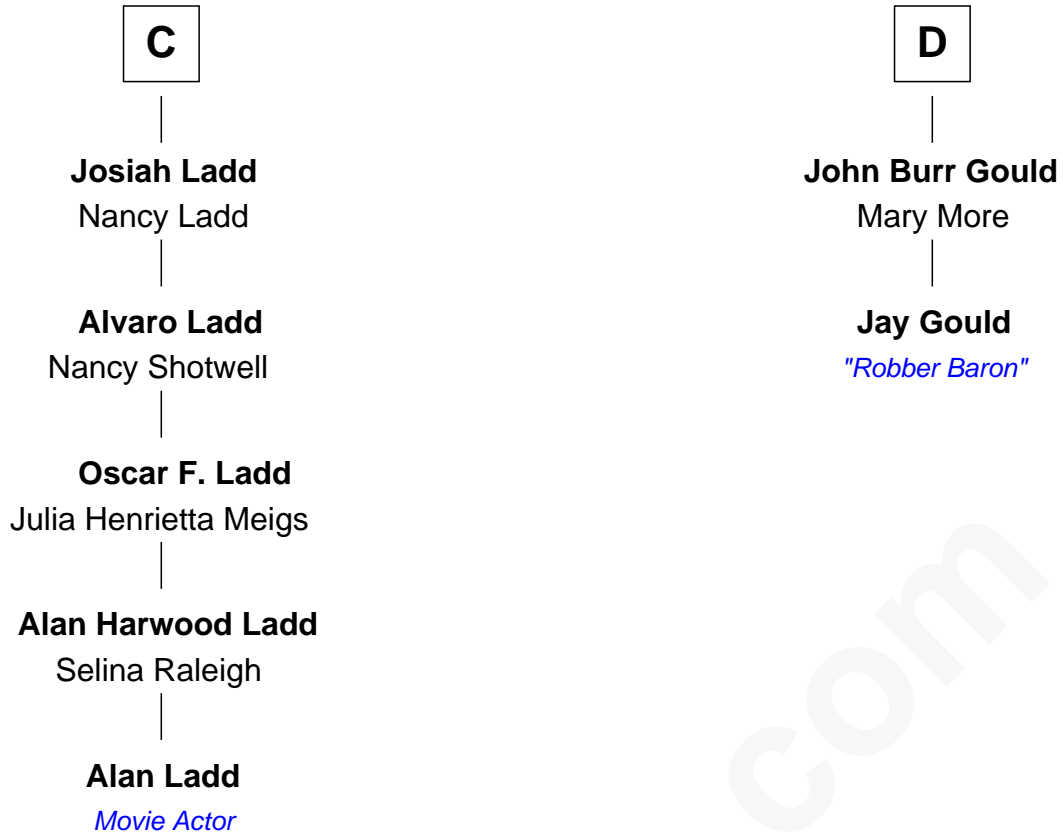 C
Josiah Ladd
Nancy Ladd
Alvaro Ladd
Nancy Shotwell
Oscar F. Ladd
Julia Henrietta Meigs
Alan Harwood Ladd
Selina Raleigh
Alan Ladd
Movie Actor
D
John Burr Gould
Mary More
Jay Gould
"Robber Baron"
com